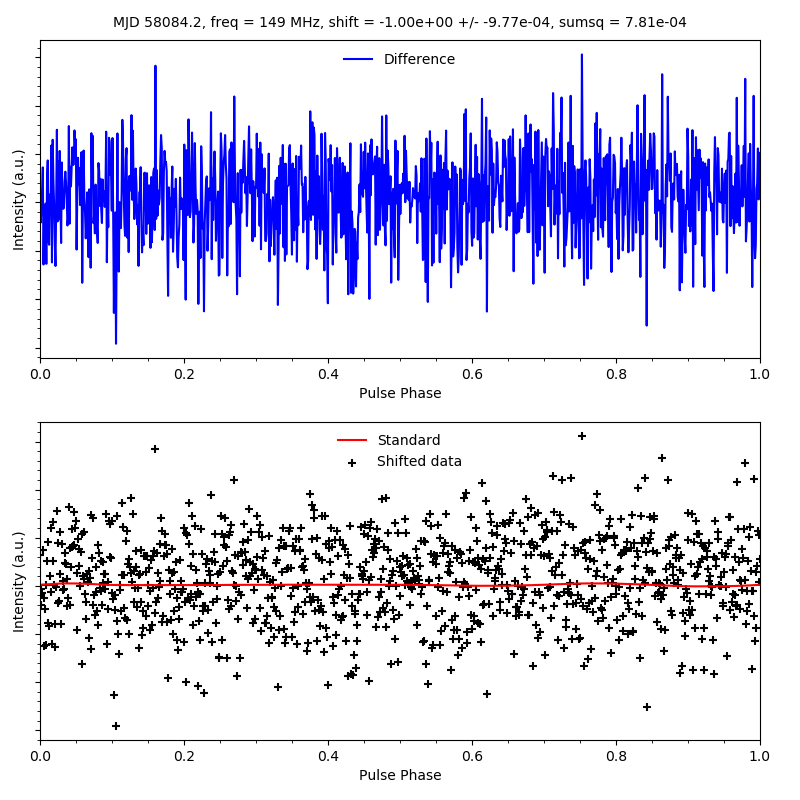 MJD 58084.2, freq = 149 MHz, shift = -1.00e+00 +/- -9.77e-04, sumsq = 7.81e-04
Difference
Intensity (a.u.)
0.0 0.2 0.4 0.6 0.8 1.0
Pulse Phase
Standard
Shifted data
Intensity (a.u.)
0.0 0.2 0.4 0.6 0.8 1.0
Pulse Phase